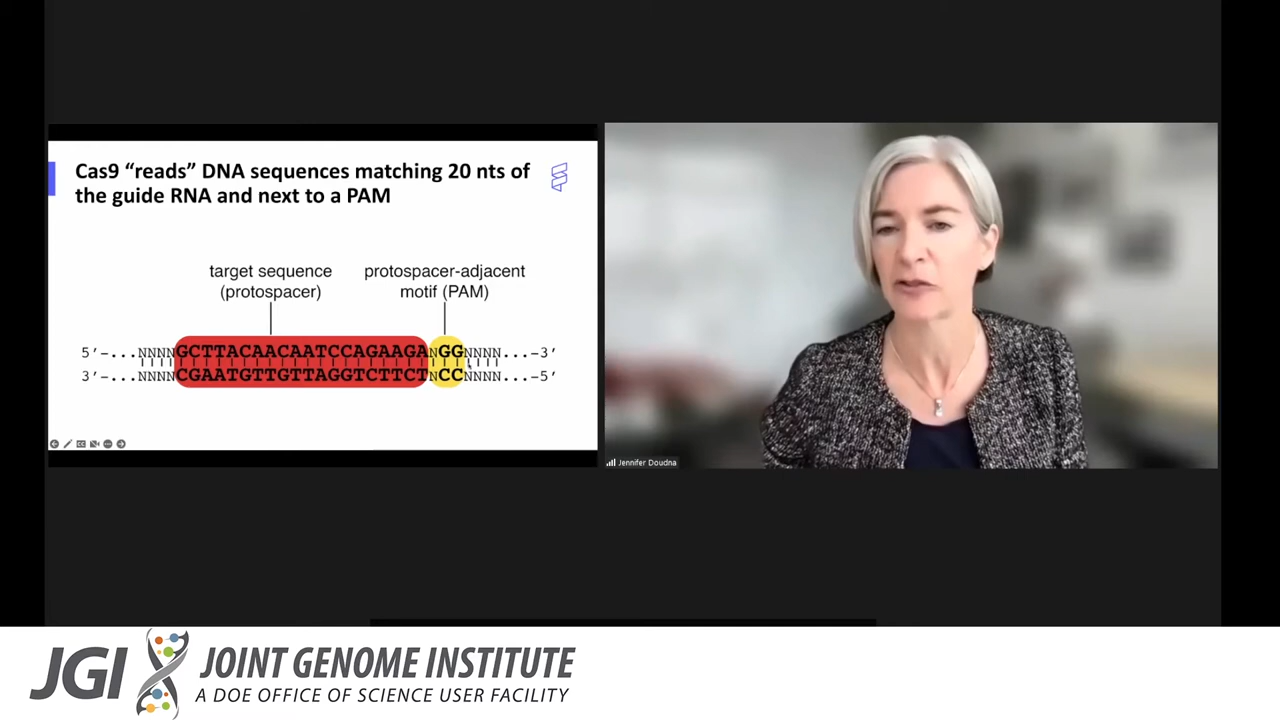 Cas9 “reads” DNA sequences matching 20 nts of
the guide RNA and next to a PAM
target sequence
(protospacer)
protospacer-adjacent
motif (PAM)
5′–...NNNNGCTTACAACAATCCAGAAGANGGNNNN...–3′
3′–...NNNNCGAATGTTGTTAGGTCTTCTNCCNNNN...–5′
Jennifer Doudna
JGI JOINT GENOME INSTITUTE
A DOE OFFICE OF SCIENCE USER FACILITY